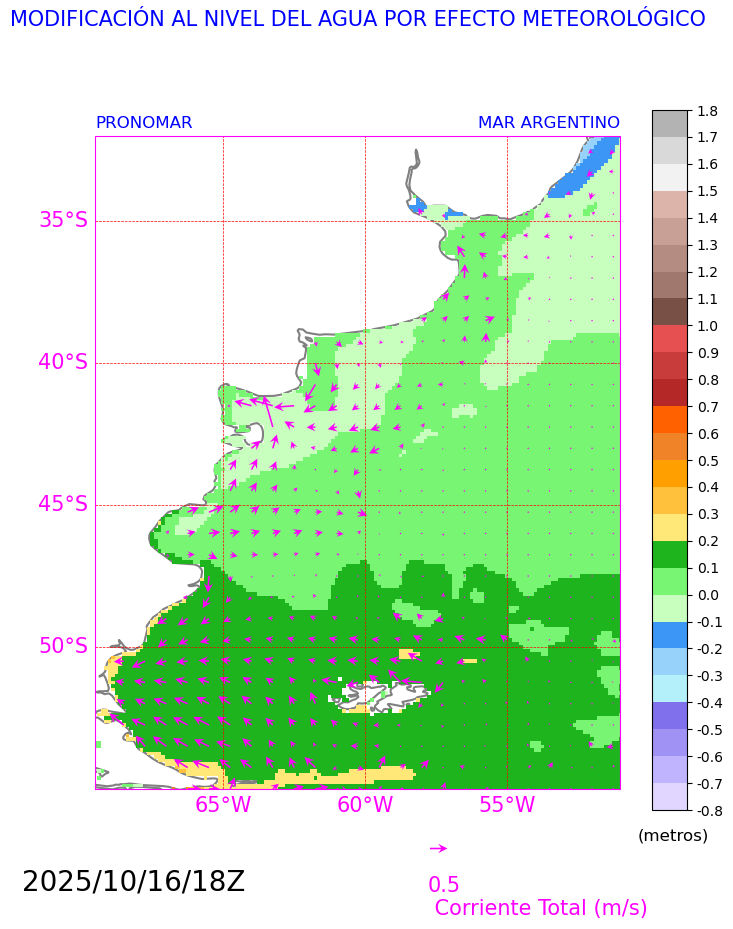 MODIFICACIÓN AL NIVEL DEL AGUA POR EFECTO METEOROLÓGICO
PRONOMAR MAR ARGENTINO
35°S
40°S
45°S
50°S
65°W 60°W 55°W
1.8
1.7
1.6
1.5
1.4
1.3
1.2
1.1
1.0
0.9
0.8
0.7
0.6
0.5
0.4
0.3
0.2
0.1
0.0
-0.1
-0.2
-0.3
-0.4
-0.5
-0.6
-0.7
-0.8
(metros)
2025/10/16/18Z
0.5
Corriente Total (m/s)